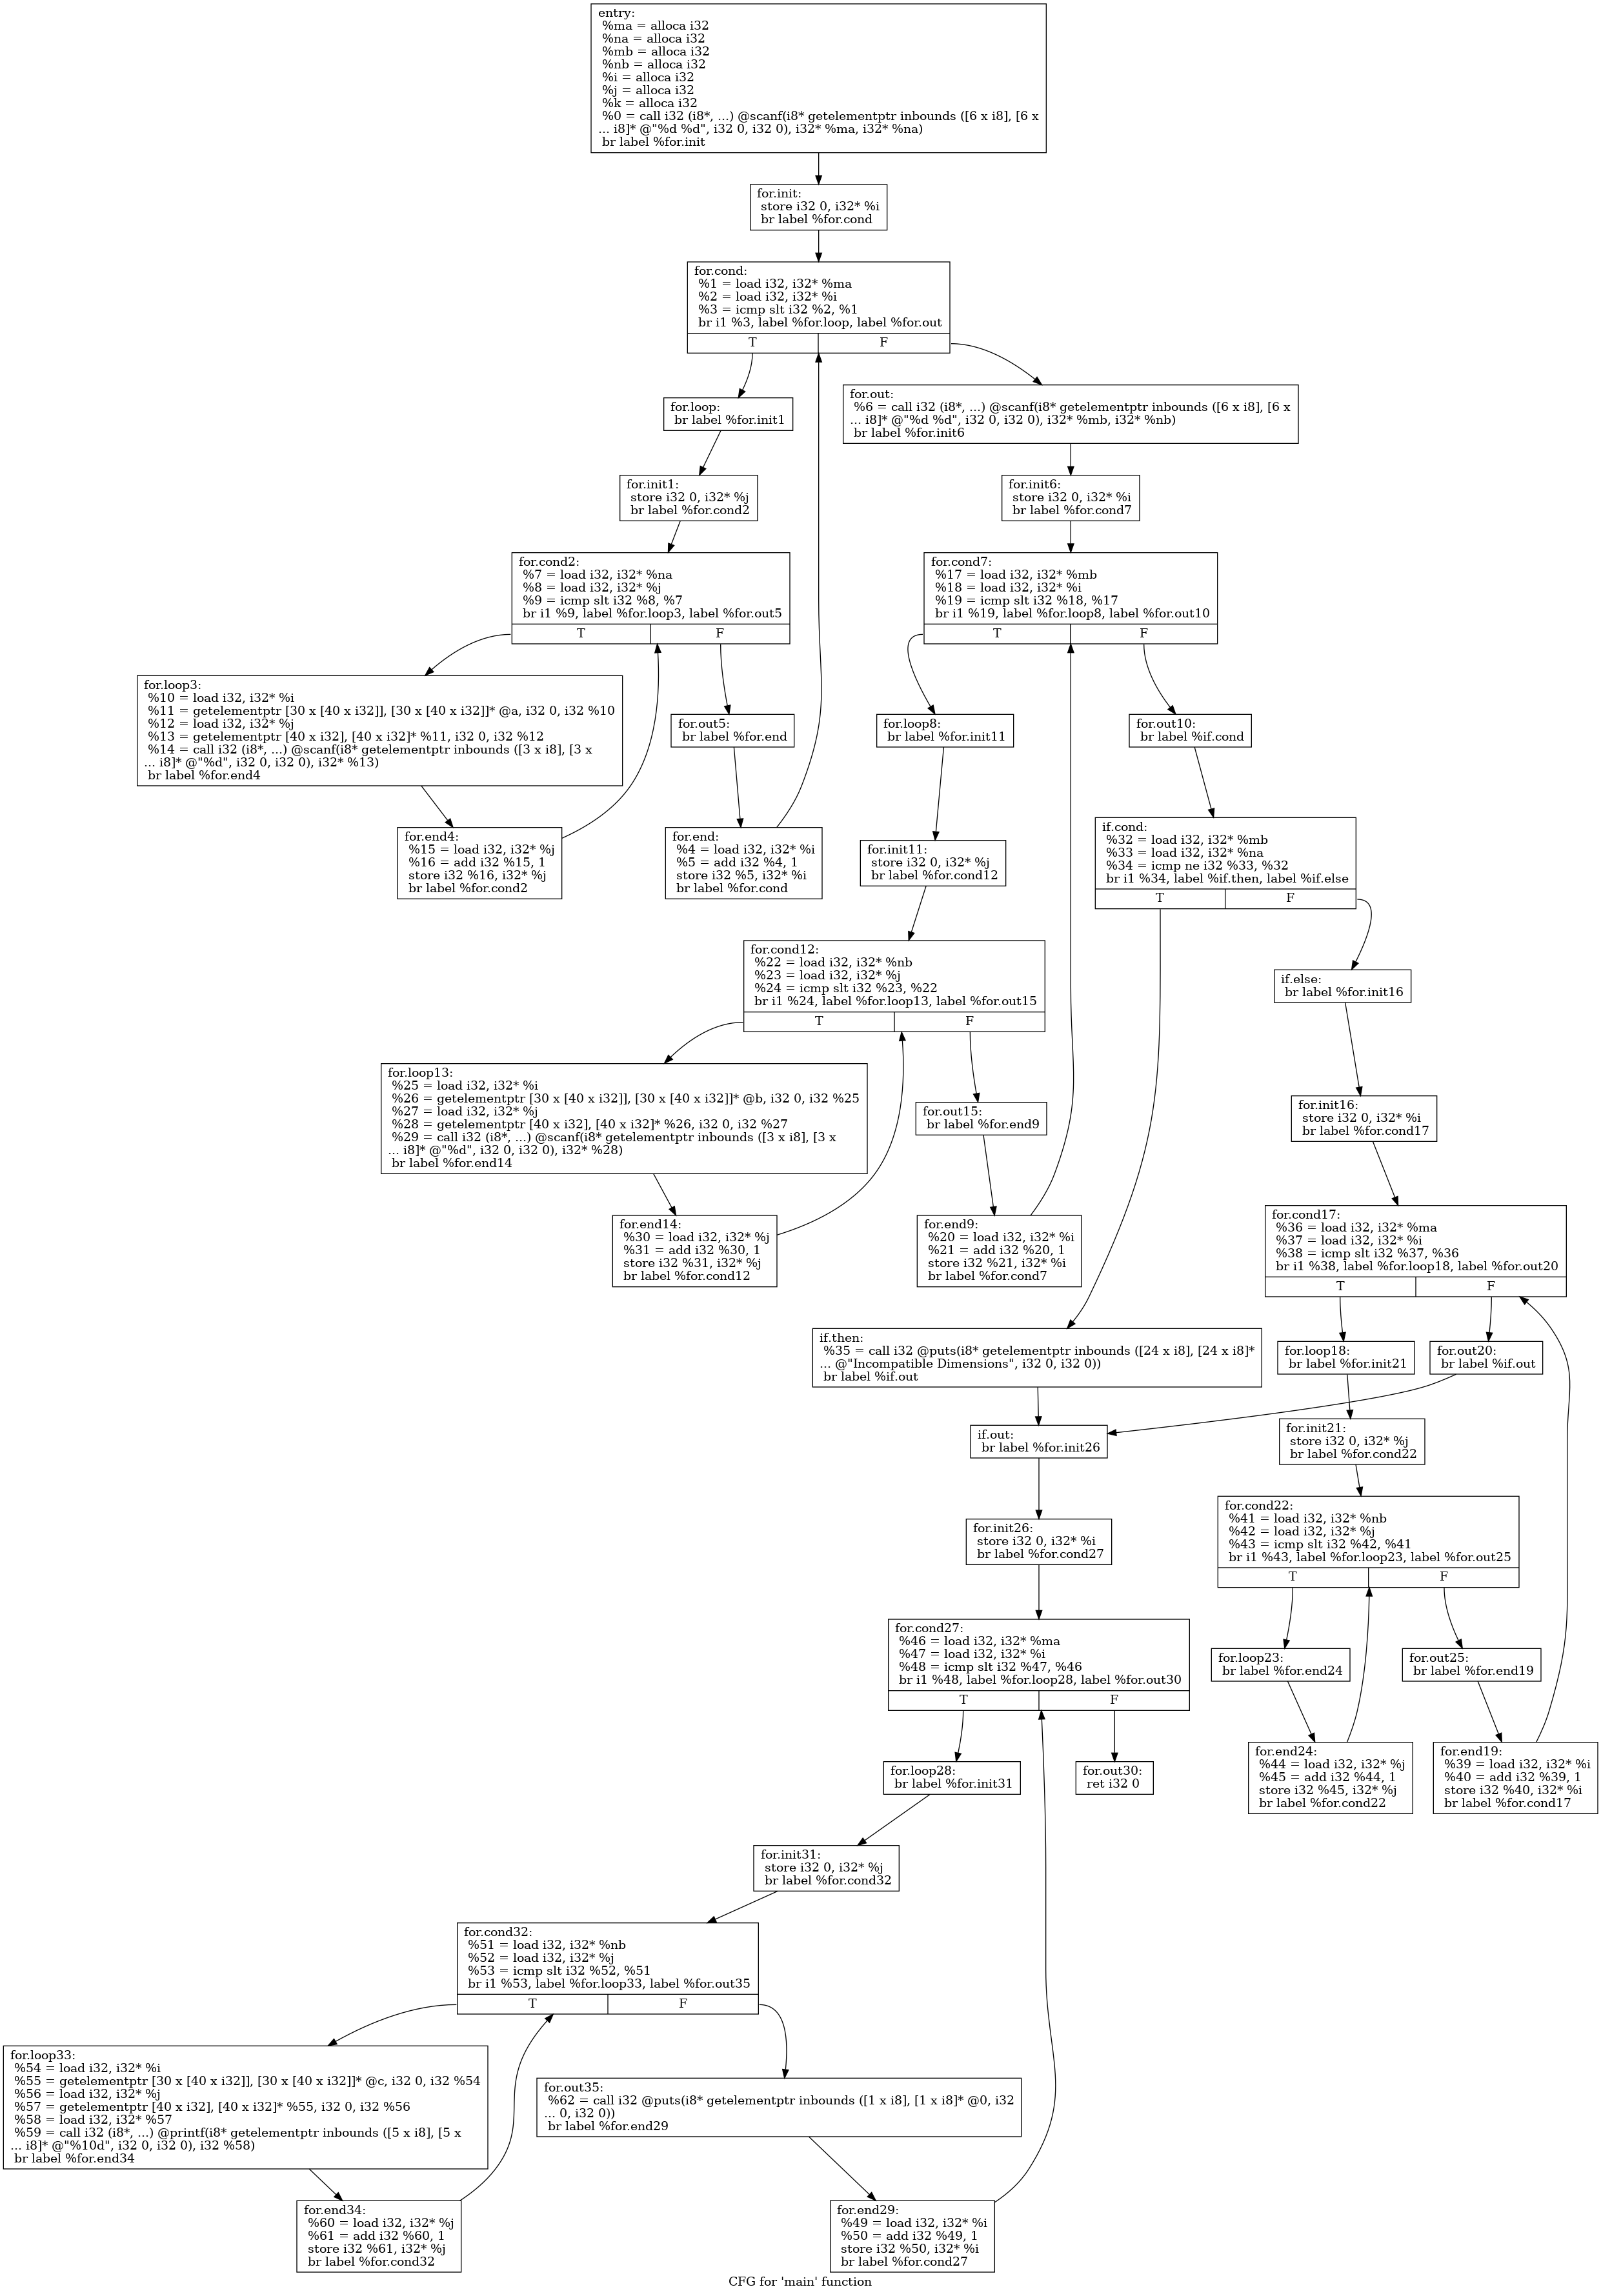 entry:
%ma = alloca i32
%na = alloca i32
%mb = alloca i32
%nb = alloca i32
%i = alloca i32
%j = alloca i32
%k = alloca i32
%0 = call i32 (i8*, ...) @scanf(i8* getelementptr inbounds ([6 x i8], [6 x
... i8]* @"%d %d", i32 0, i32 0), i32* %ma, i32* %na)
br label %for.init
for.init:
store i32 0, i32* %i
br label %for.cond
for.cond:
%1 = load i32, i32* %ma
%2 = load i32, i32* %i
%3 = icmp slt i32 %2, %1
br i1 %3, label %for.loop, label %for.out
T
F
for.loop:
br label %for.init1
for.out:
%6 = call i32 (i8*, ...) @scanf(i8* getelementptr inbounds ([6 x i8], [6 x
... i8]* @"%d %d", i32 0, i32 0), i32* %mb, i32* %nb)
br label %for.init6
for.init1:
store i32 0, i32* %j
br label %for.cond2
for.init6:
store i32 0, i32* %i
br label %for.cond7
for.cond2:
%7 = load i32, i32* %na
%8 = load i32, i32* %j
%9 = icmp slt i32 %8, %7
br i1 %9, label %for.loop3, label %for.out5
T
F
for.cond7:
%17 = load i32, i32* %mb
%18 = load i32, i32* %i
%19 = icmp slt i32 %18, %17
br i1 %19, label %for.loop8, label %for.out10
T
F
for.loop3:
%10 = load i32, i32* %i
%11 = getelementptr [30 x [40 x i32]], [30 x [40 x i32]]* @a, i32 0, i32 %10
%12 = load i32, i32* %j
%13 = getelementptr [40 x i32], [40 x i32]* %11, i32 0, i32 %12
%14 = call i32 (i8*, ...) @scanf(i8* getelementptr inbounds ([3 x i8], [3 x
... i8]* @"%d", i32 0, i32 0), i32* %13)
br label %for.end4
for.out5:
br label %for.end
for.loop8:
br label %for.init11
for.out10:
br label %if.cond
for.end4:
%15 = load i32, i32* %j
%16 = add i32 %15, 1
store i32 %16, i32* %j
br label %for.cond2
for.end:
%4 = load i32, i32* %i
%5 = add i32 %4, 1
store i32 %5, i32* %i
br label %for.cond
for.init11:
store i32 0, i32* %j
br label %for.cond12
if.cond:
%32 = load i32, i32* %mb
%33 = load i32, i32* %na
%34 = icmp ne i32 %33, %32
br i1 %34, label %if.then, label %if.else
T
F
for.cond12:
%22 = load i32, i32* %nb
%23 = load i32, i32* %j
%24 = icmp slt i32 %23, %22
br i1 %24, label %for.loop13, label %for.out15
T
F
if.else:
br label %for.init16
for.loop13:
%25 = load i32, i32* %i
%26 = getelementptr [30 x [40 x i32]], [30 x [40 x i32]]* @b, i32 0, i32 %25
%27 = load i32, i32* %j
%28 = getelementptr [40 x i32], [40 x i32]* %26, i32 0, i32 %27
%29 = call i32 (i8*, ...) @scanf(i8* getelementptr inbounds ([3 x i8], [3 x
... i8]* @"%d", i32 0, i32 0), i32* %28)
br label %for.end14
for.out15:
br label %for.end9
for.init16:
store i32 0, i32* %i
br label %for.cond17
for.end14:
%30 = load i32, i32* %j
%31 = add i32 %30, 1
store i32 %31, i32* %j
br label %for.cond12
for.end9:
%20 = load i32, i32* %i
%21 = add i32 %20, 1
store i32 %21, i32* %i
br label %for.cond7
for.cond17:
%36 = load i32, i32* %ma
%37 = load i32, i32* %i
%38 = icmp slt i32 %37, %36
br i1 %38, label %for.loop18, label %for.out20
T
F
if.then:
%35 = call i32 @puts(i8* getelementptr inbounds ([24 x i8], [24 x i8]*
... @"Incompatible Dimensions", i32 0, i32 0))
br label %if.out
for.loop18:
br label %for.init21
for.out20:
br label %if.out
if.out:
br label %for.init26
for.init21:
store i32 0, i32* %j
br label %for.cond22
for.init26:
store i32 0, i32* %i
br label %for.cond27
for.cond22:
%41 = load i32, i32* %nb
%42 = load i32, i32* %j
%43 = icmp slt i32 %42, %41
br i1 %43, label %for.loop23, label %for.out25
T
F
for.cond27:
%46 = load i32, i32* %ma
%47 = load i32, i32* %i
%48 = icmp slt i32 %47, %46
br i1 %48, label %for.loop28, label %for.out30
T
F
for.loop23:
br label %for.end24
for.out25:
br label %for.end19
for.loop28:
br label %for.init31
for.out30:
ret i32 0
for.end24:
%44 = load i32, i32* %j
%45 = add i32 %44, 1
store i32 %45, i32* %j
br label %for.cond22
for.end19:
%39 = load i32, i32* %i
%40 = add i32 %39, 1
store i32 %40, i32* %i
br label %for.cond17
for.init31:
store i32 0, i32* %j
br label %for.cond32
for.cond32:
%51 = load i32, i32* %nb
%52 = load i32, i32* %j
%53 = icmp slt i32 %52, %51
br i1 %53, label %for.loop33, label %for.out35
T
F
for.loop33:
%54 = load i32, i32* %i
%55 = getelementptr [30 x [40 x i32]], [30 x [40 x i32]]* @c, i32 0, i32 %54
%56 = load i32, i32* %j
%57 = getelementptr [40 x i32], [40 x i32]* %55, i32 0, i32 %56
%58 = load i32, i32* %57
%59 = call i32 (i8*, ...) @printf(i8* getelementptr inbounds ([5 x i8], [5 x
... i8]* @"%10d", i32 0, i32 0), i32 %58)
br label %for.end34
for.out35:
%62 = call i32 @puts(i8* getelementptr inbounds ([1 x i8], [1 x i8]* @0, i32
... 0, i32 0))
br label %for.end29
for.end34:
%60 = load i32, i32* %j
%61 = add i32 %60, 1
store i32 %61, i32* %j
br label %for.cond32
for.end29:
%49 = load i32, i32* %i
%50 = add i32 %49, 1
store i32 %50, i32* %i
br label %for.cond27
CFG for 'main' function